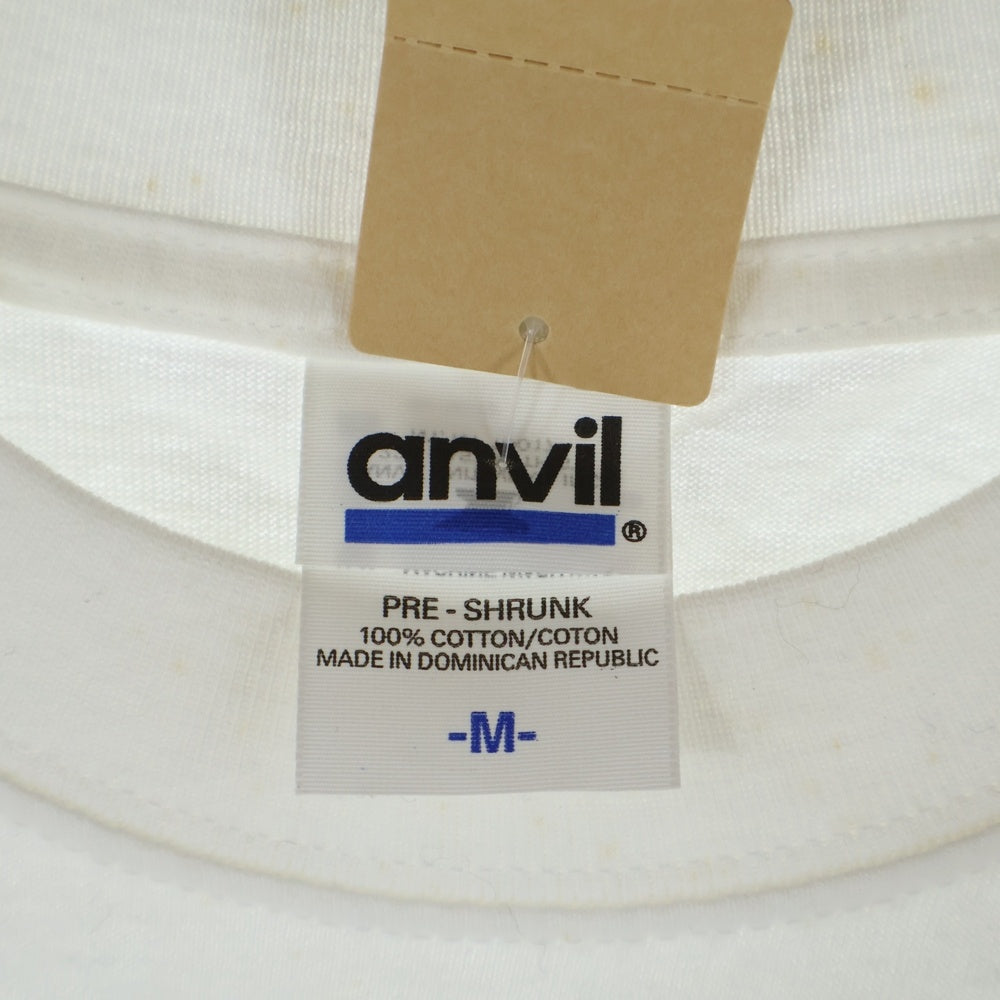 anvil
®
PRE - SHRUNK
100% COTTON/COTON
MADE IN DOMINICAN REPUBLIC
-M-